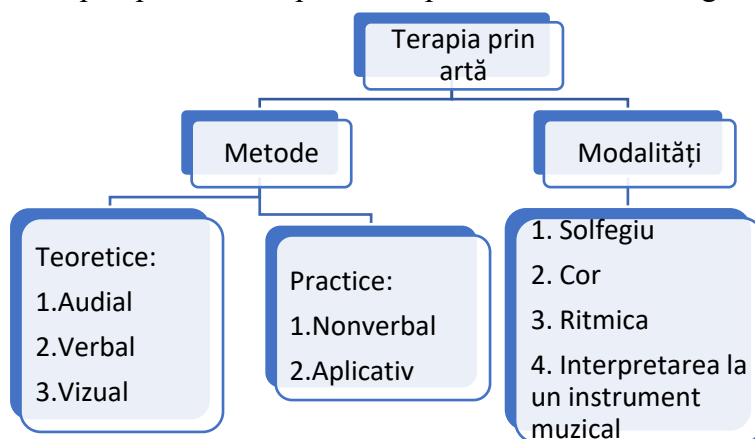 Terapia prin
artă
Metode
Modalități
Teoretice:
1.Audial
2.Verbal
3.Vizual
Practice:
1.Nonverbal
2.Aplicativ
1. Solfegiu
2. Cor
3. Ritmica
4. Interpretarea la
un instrument
muzical